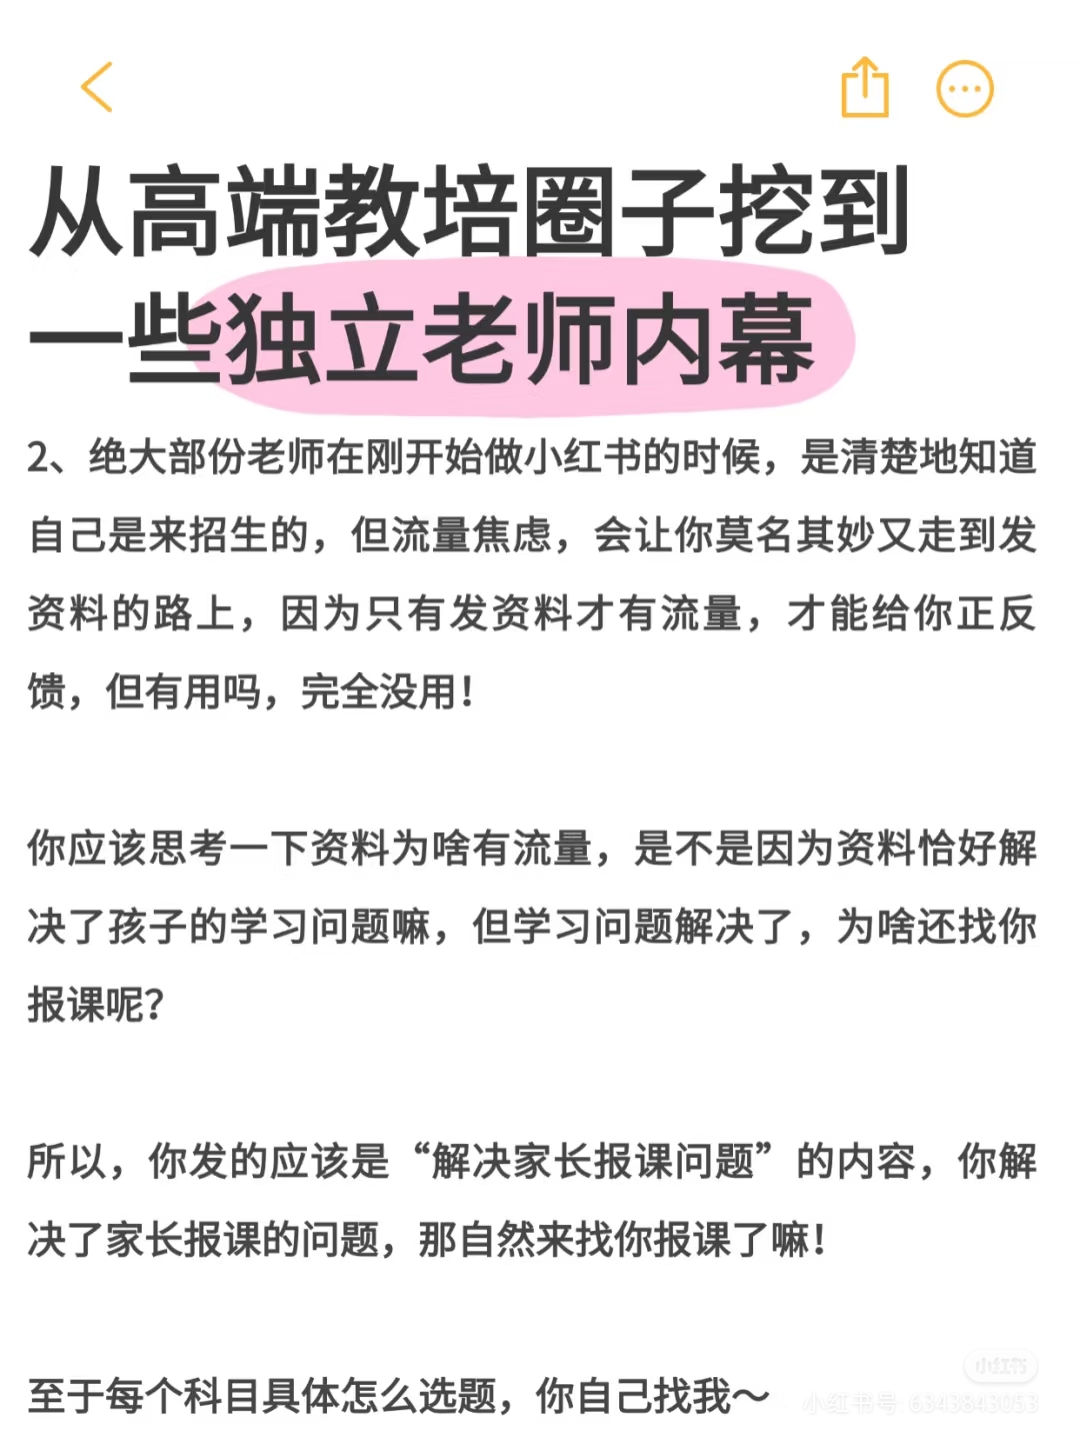 从高端教培圈子挖到
一些独立老师内幕
2、绝大部份老师在刚开始做小红书的时候，是清楚地知道
自己是来招生的，但流量焦虑，会让你莫名其妙又走到发
资料的路上，因为只有发资料才有流量，才能给你正反
馈，但有用吗，完全没用！
你应该思考一下资料为啥有流量，是不是因为资料恰好解
决了孩子的学习问题嘛，但学习问题解决了，为啥还找你
报课呢？
所以，你发的应该是“解决家长报课问题”的内容，你解
决了家长报课的问题，那自然来找你报课了嘛！
至于每个科目具体怎么选题，你自己找我～
小红书
小红书号: 6343843053